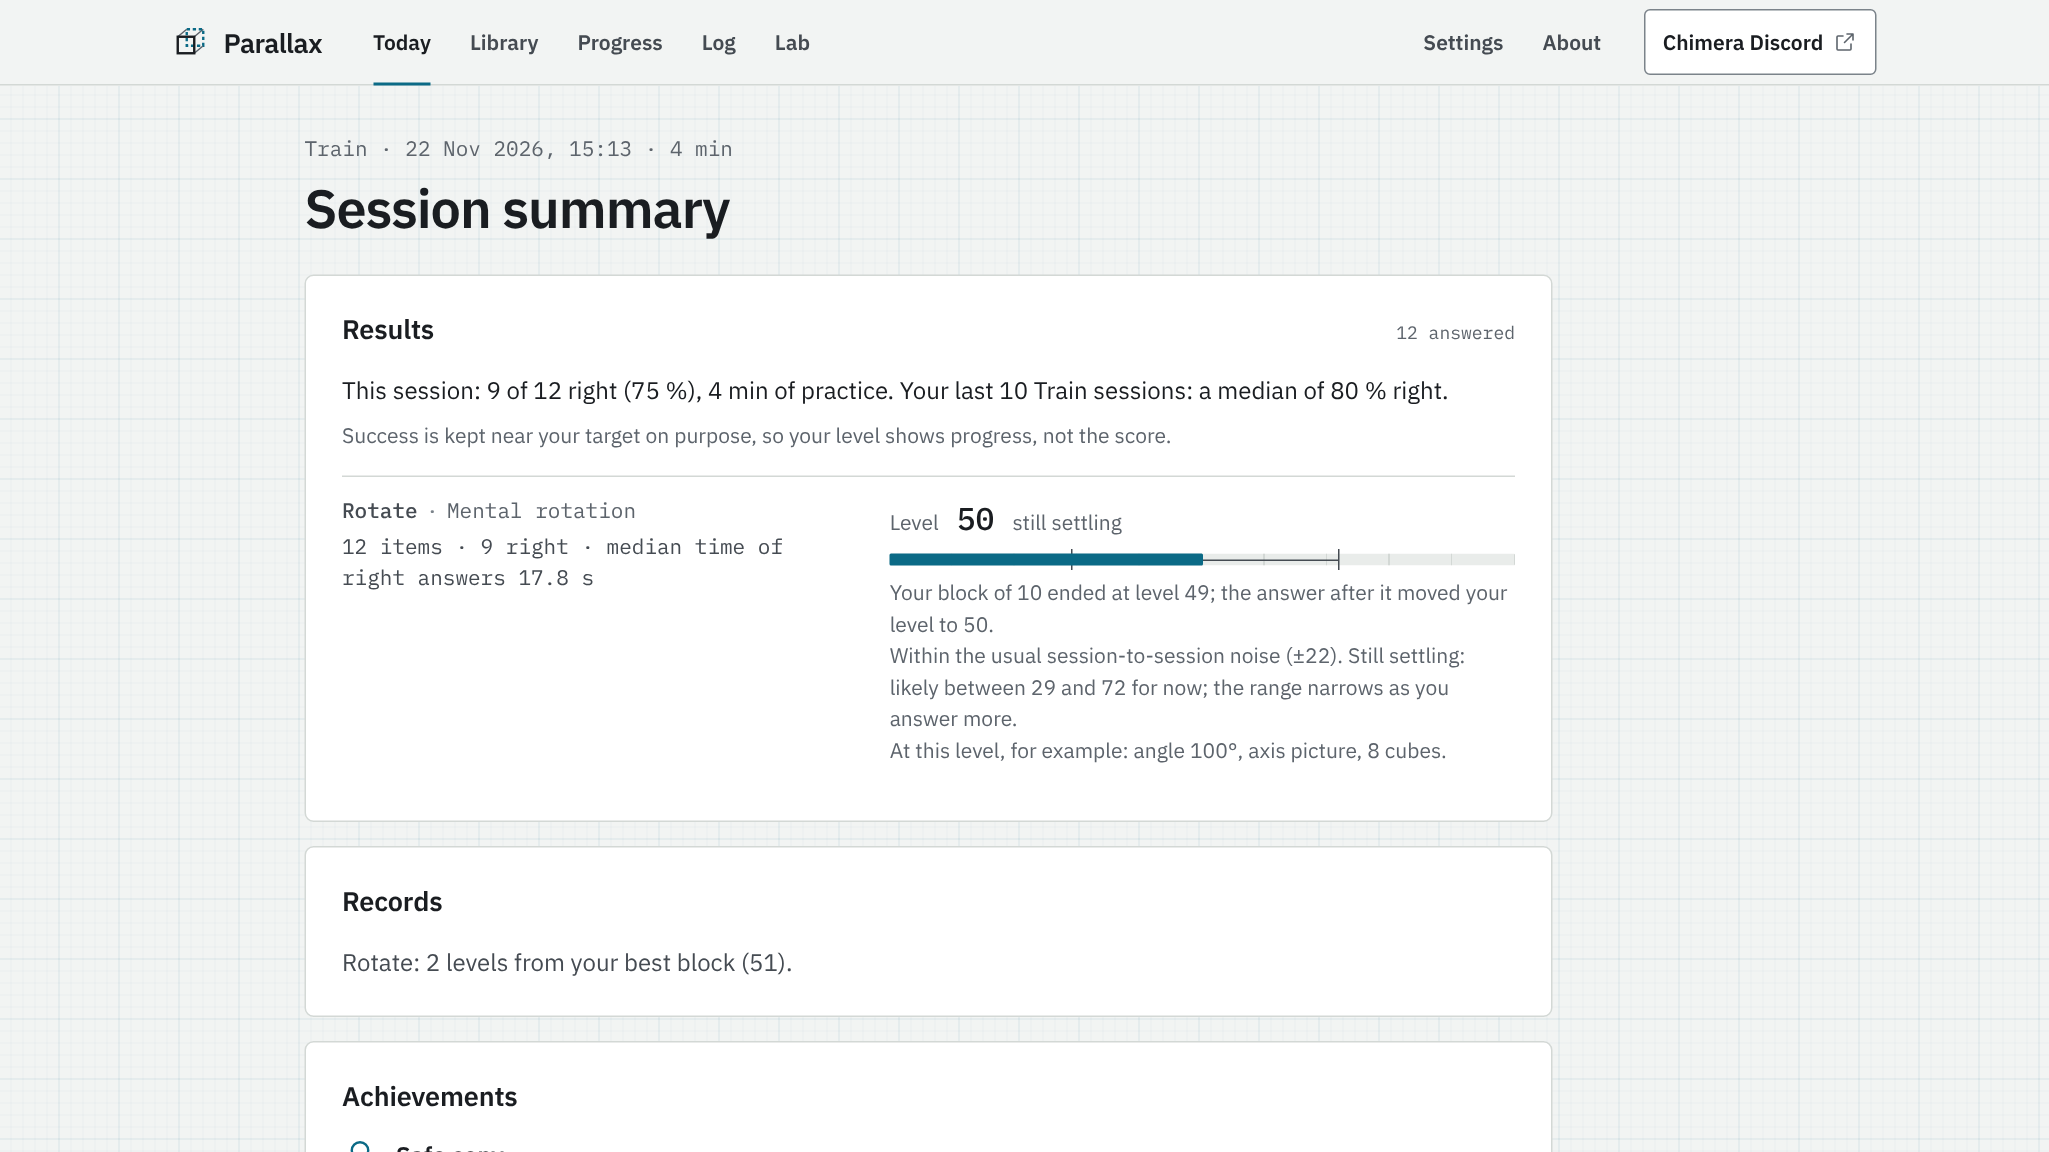 Parallax
Today
Library
Progress
Log
Lab
Settings
About
Chimera Discord
Train · 22 Nov 2026, 15:13 · 4 min
Session summary
Results
12 answered
This session: 9 of 12 right (75 %), 4 min of practice. Your last 10 Train sessions: a median of 80 % right.
Success is kept near your target on purpose, so your level shows progress, not the score.
Rotate · Mental rotation
12 items · 9 right · median time of
right answers 17.8 s
Level 50 still settling
Your block of 10 ended at level 49; the answer after it moved your
level to 50.
Within the usual session-to-session noise (±22). Still settling:
likely between 29 and 72 for now; the range narrows as you
answer more.
At this level, for example: angle 100°, axis picture, 8 cubes.
Records
Rotate: 2 levels from your best block (51).
Achievements